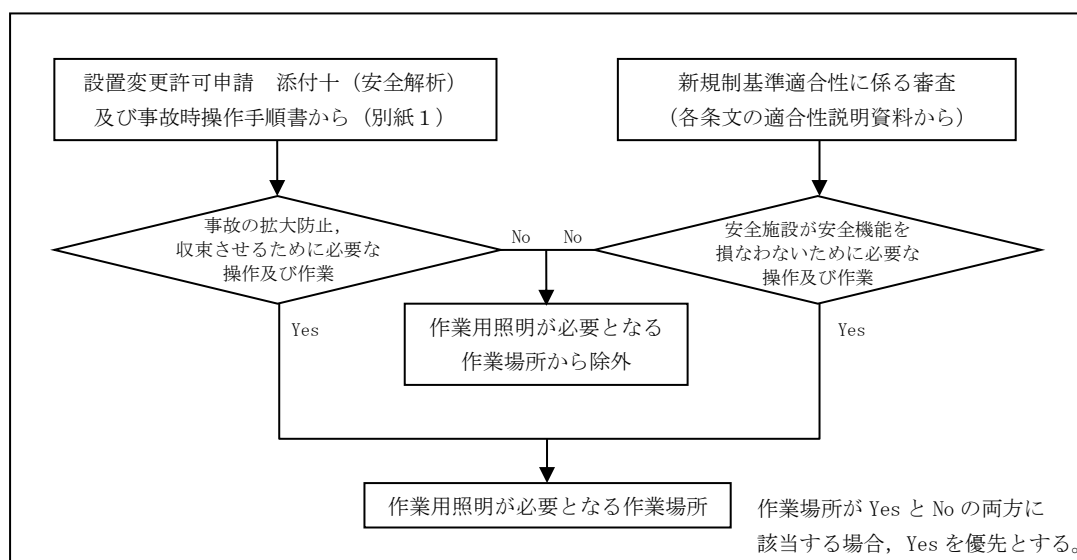 設置変更許可申請　添付十（安全解析）
及び事故時操作手順書から（別紙１）
新規制基準適合性に係る審査
（各条文の適合性説明資料から）
事故の拡大防止，
収束させるために必要な
操作及び作業
No
No
安全施設が安全機能を
損なわないために必要な
操作及び作業
Yes
作業用照明が必要となる
作業場所から除外
Yes
作業用照明が必要となる作業場所
作業場所が Yes と No の両方に
該当する場合，Yes を優先とする。